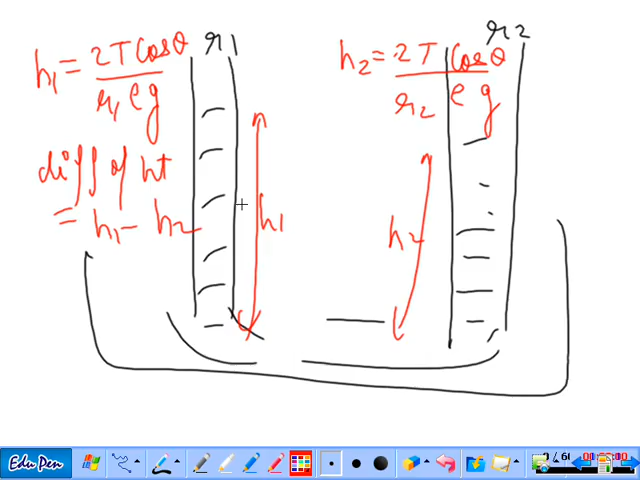 r1
r2
h1 = 2T Cosθ
r1 ρ g
h2 = 2T Cosθ
r2 ρ g
diff of ht
= h1 - h2
h1
h2
Edu Pen